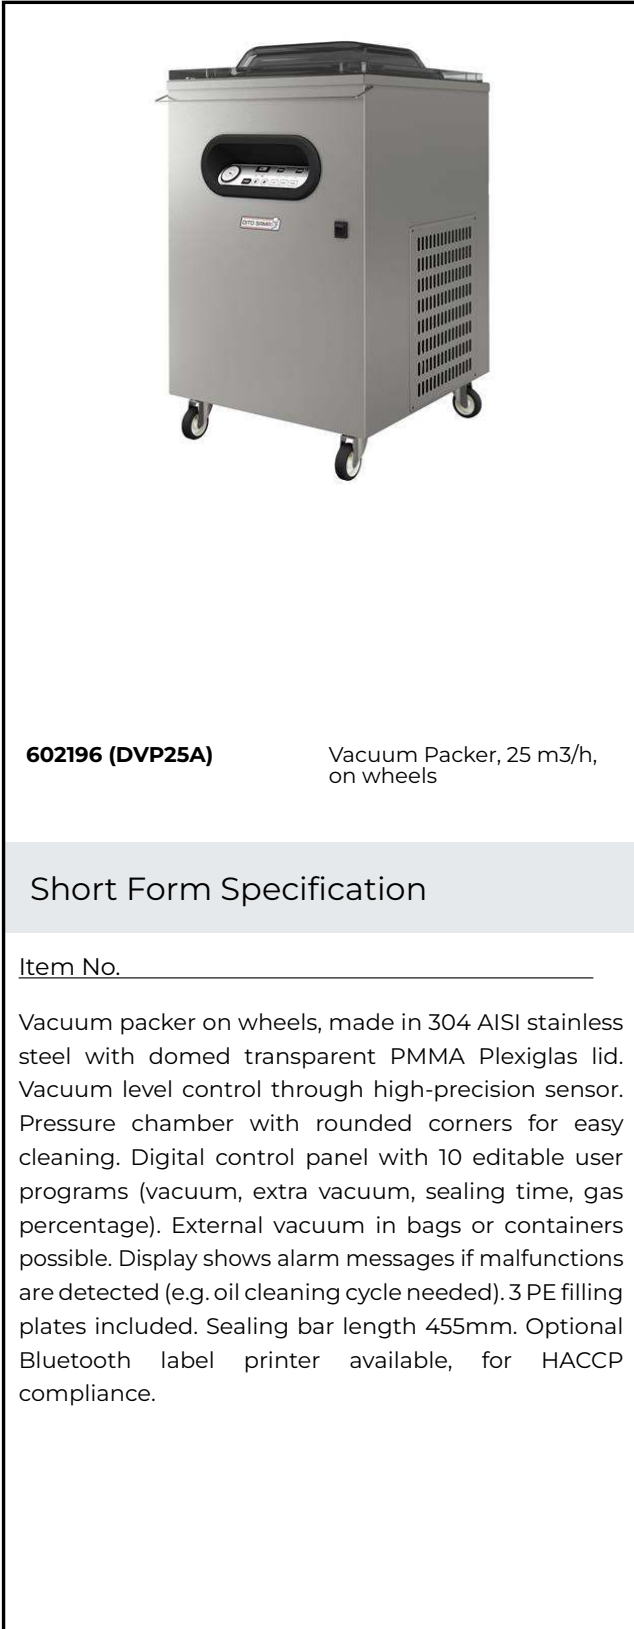 DITO SAMA
602196 (DVP25A)
Vacuum Packer, 25 m3/h,
on wheels
Short Form Specification
Item No.
Vacuum packer on wheels, made in 304 AISI stainless
steel with domed transparent PMMA Plexiglas lid.
Vacuum level control through high-precision sensor.
Pressure chamber with rounded corners for easy
cleaning. Digital control panel with 10 editable user
programs (vacuum, extra vacuum, sealing time, gas
percentage). External vacuum in bags or containers
possible. Display shows alarm messages if malfunctions
are detected (e.g. oil cleaning cycle needed). 3 PE filling
plates included. Sealing bar length 455mm. Optional
Bluetooth label printer available, for HACCP
compliance.